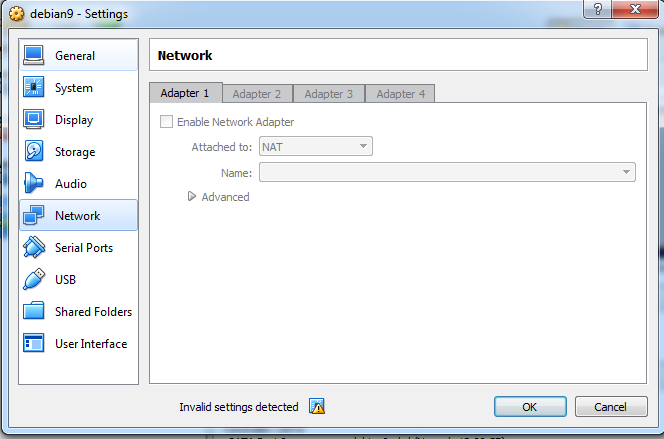 debian9 - Settings
?
General
System
Display
Storage
Audio
Network
Serial Ports
USB
Shared Folders
User Interface
Network
Adapter 1 Adapter 2 Adapter 3 Adapter 4
Enable Network Adapter
Attached to: NAT
Name:
Advanced
Invalid settings detected
OK Cancel